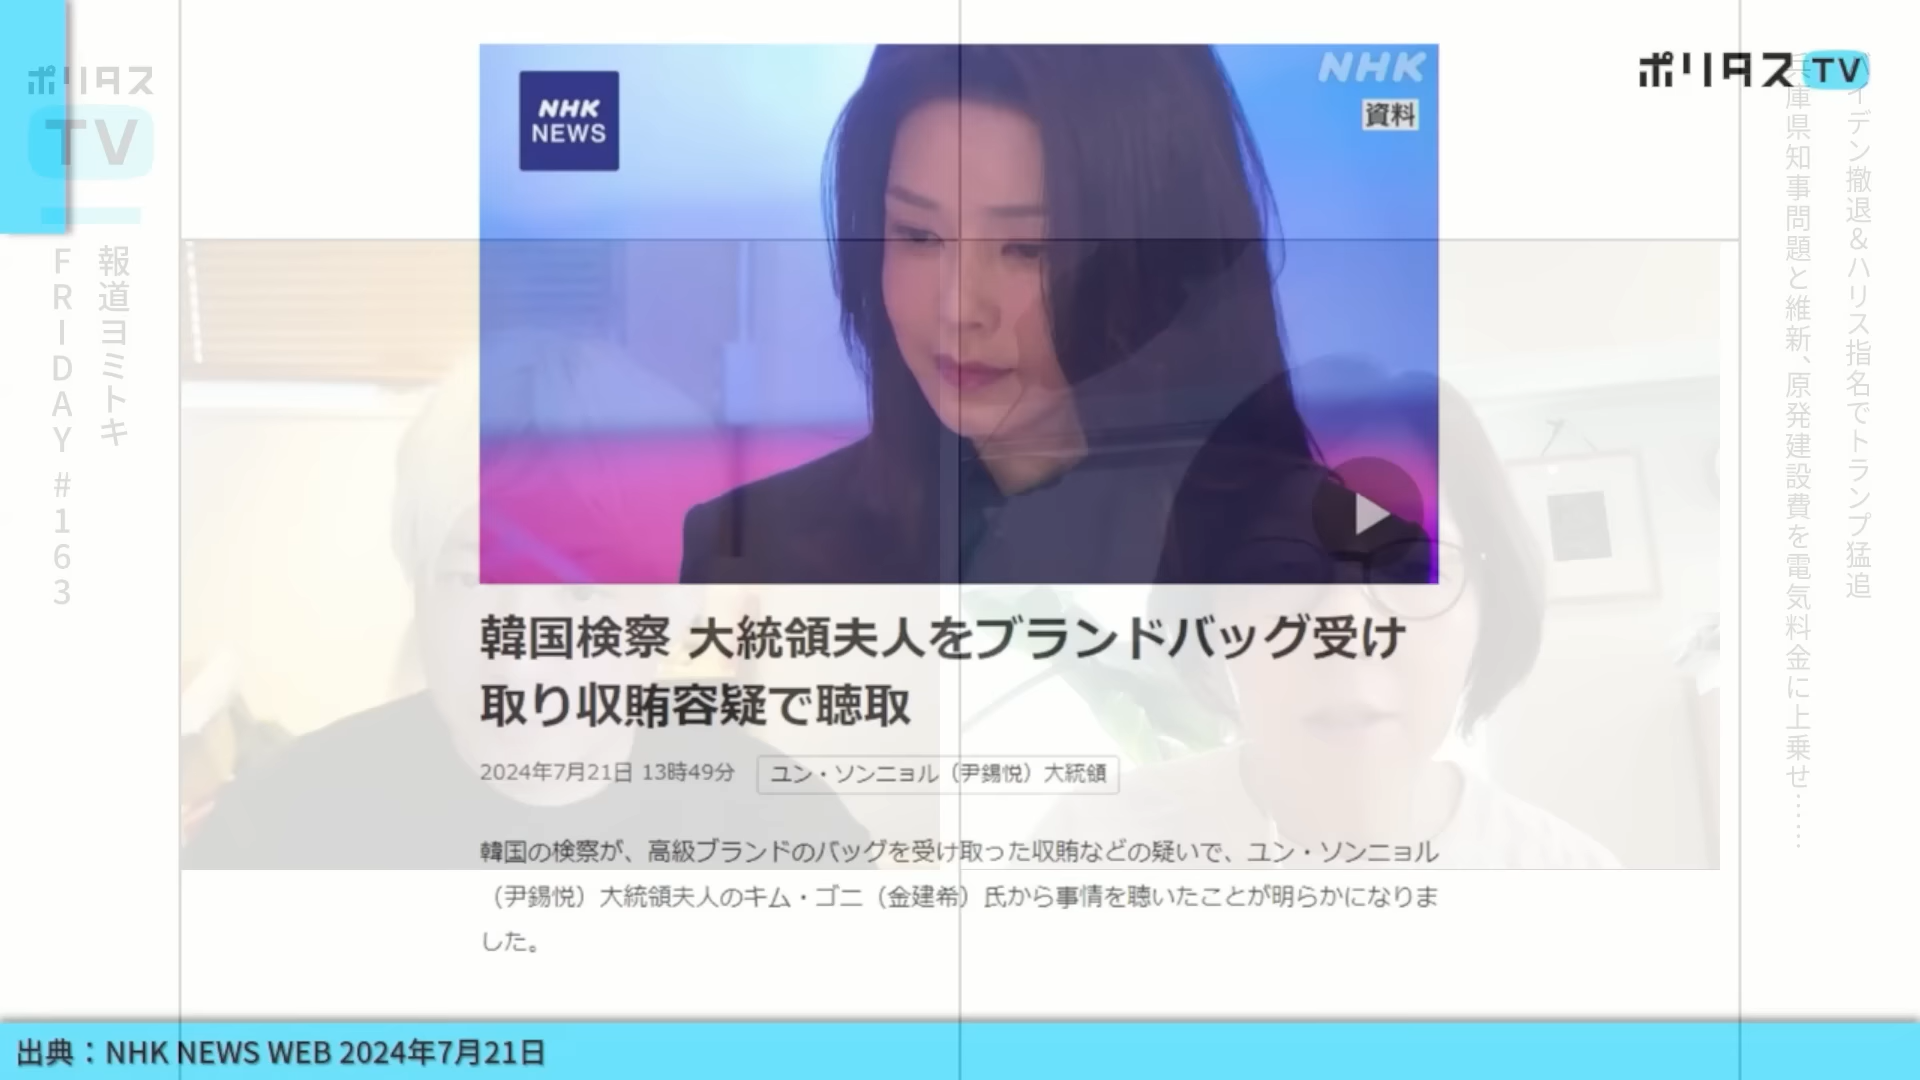 ポリタス
TV
報道ヨミトキ
FRIDAY #163
NHK
NEWS
NHK
資料
ポリタスTV
バイデン撤退&ハリス指名でトランプ猛追
兵庫県知事問題と維新、原発建設費を電気料金に上乗せ……
韓国検察 大統領夫人をブランドバッグ受け
取り収賄容疑で聴取
2024年7月21日 13時49分
ユン・ソンニョル（尹錫悦）大統領
韓国の検察が、高級ブランドのバッグを受け取った収賄などの疑いで、ユン・ソンニョル
（尹錫悦）大統領夫人のキム・ゴニ（金建希）氏から事情を聴いたことが明らかになりま
した。
出典：NHK NEWS WEB 2024年7月21日